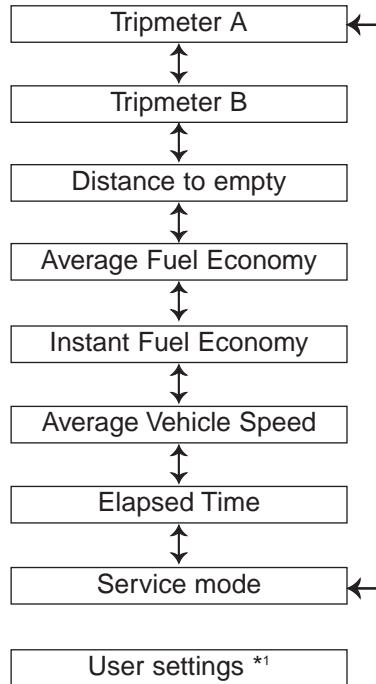 Tripmeter A
Tripmeter B
Distance to empty
Average Fuel Economy
Instant Fuel Economy
Average Vehicle Speed
Elapsed Time
Service mode
User settings *1